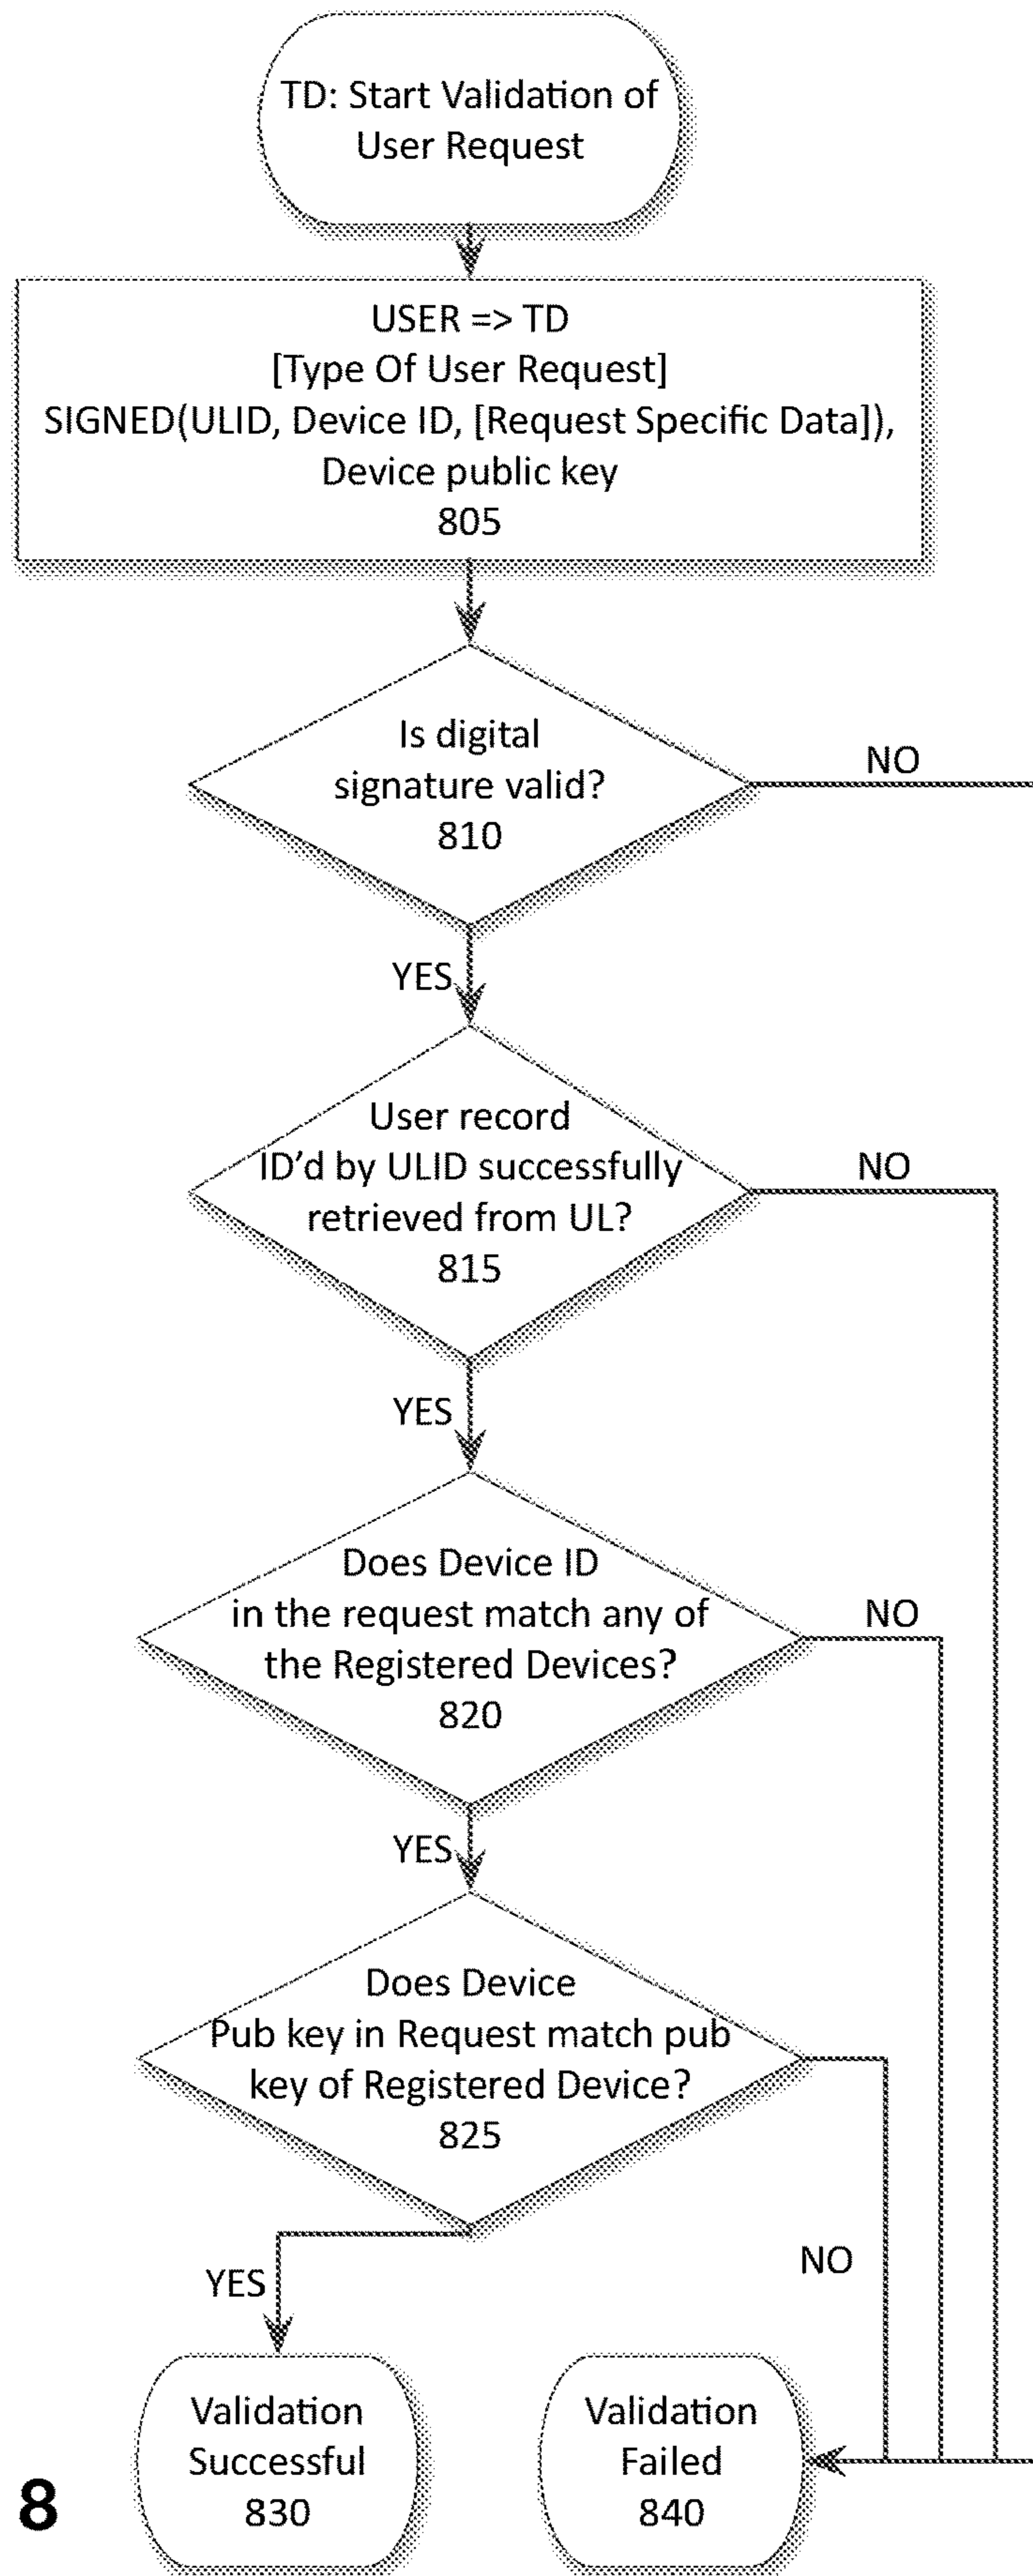 TD: Start Validation of
User Request
USER => TD
[Type Of User Request]
SIGNED(ULID, Device ID, [Request Specific Data]),
Device public key
805
Is digital
signature valid?
810
NO
YES
User record
ID'd by ULID successfully
retrieved from UL?
815
NO
YES
Does Device ID
in the request match any of
the Registered Devices?
820
NO
YES
Does Device
Pub key in Request match pub
key of Registered Device?
825
NO
YES
Validation
Successful
830
Validation
Failed
840
8